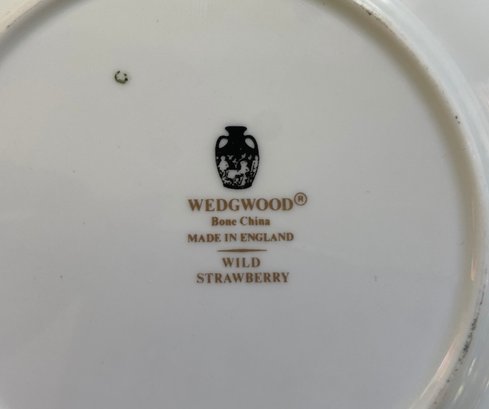 WEDGWOOD®
Bone China
MADE IN ENGLAND
WILD
STRAWBERRY